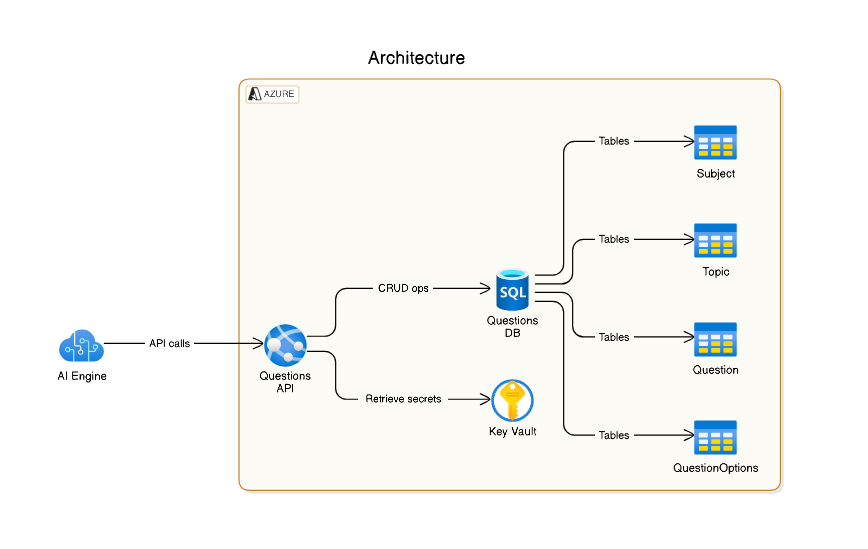 Architecture
AZURE
Tables
Subject
Tables
Topic
CRUD ops
SQL
Questions
DB
API calls
AI Engine
Questions
API
Tables
Question
Retrieve secrets
Key Vault
Tables
QuestionOptions